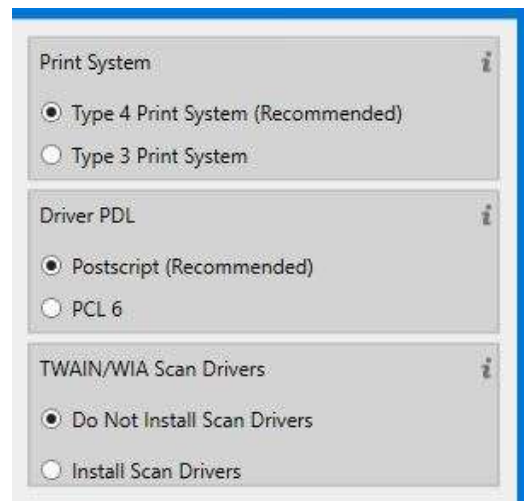 Print System
Type 4 Print System (Recommended)
Type 3 Print System
Driver PDL
Postscript (Recommended)
PCL 6
TWAIN/WIA Scan Drivers
Do Not Install Scan Drivers
Install Scan Drivers